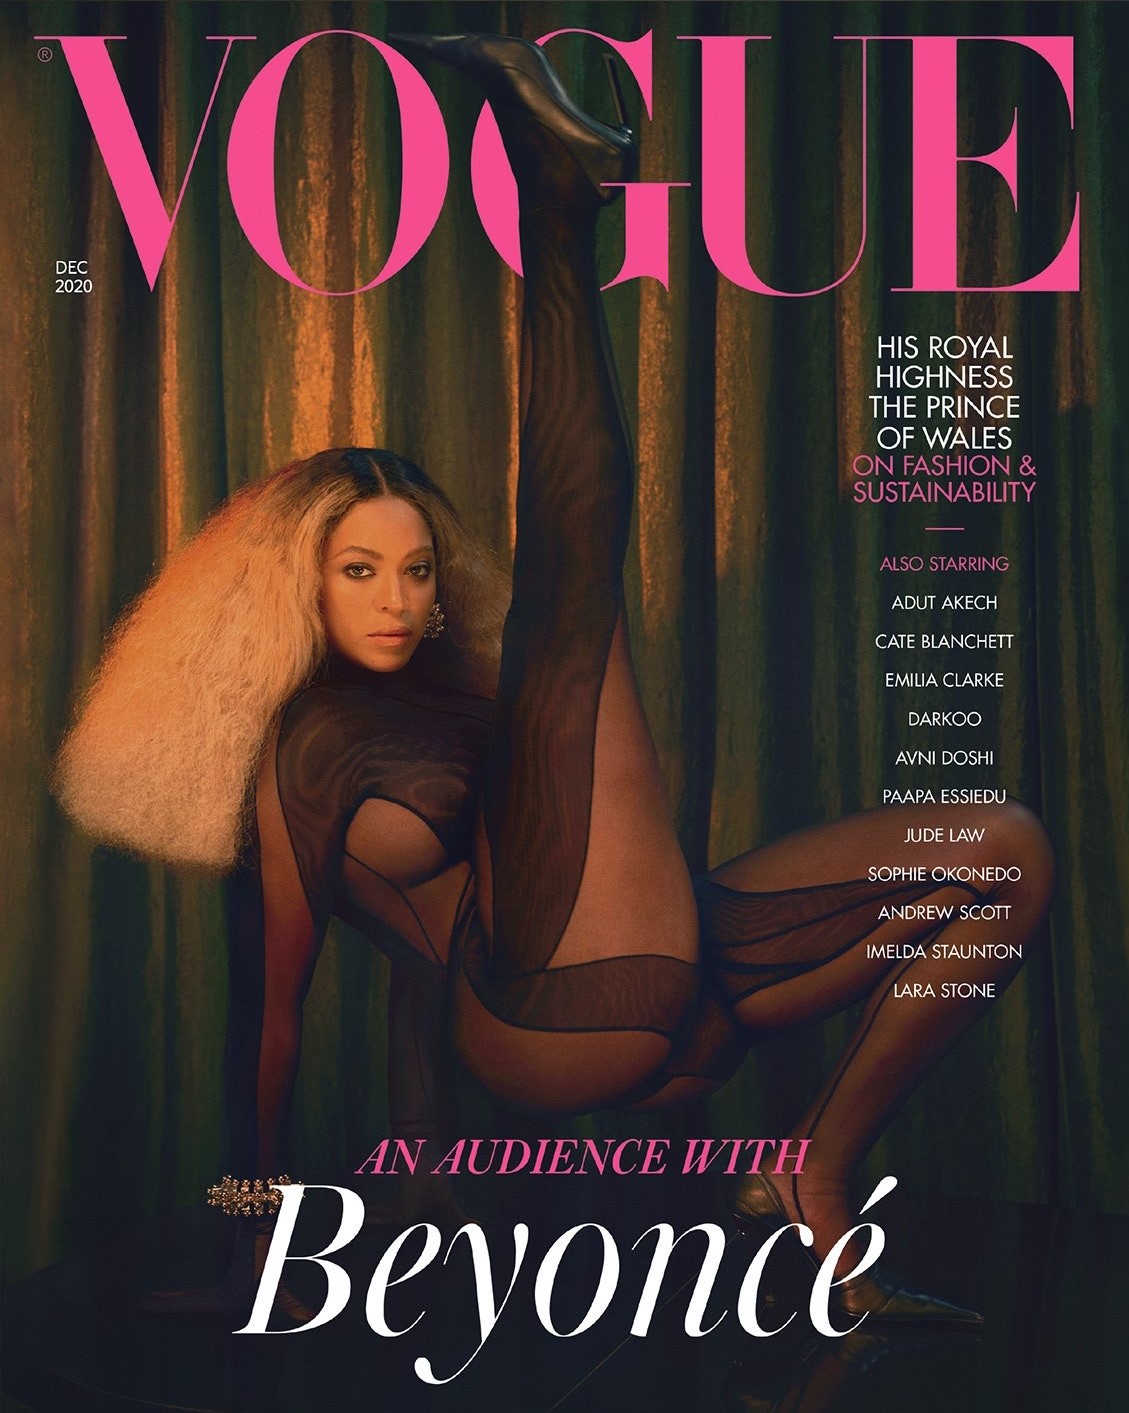 VOGUE
®
DEC
2020
HIS ROYAL
HIGHNESS
THE PRINCE
OF WALES
ON FASHION &
SUSTAINABILITY
ALSO STARRING
ADUT AKECH
CATE BLANCHETT
EMILIA CLARKE
DARKOO
AVNI DOSHI
PAAPA ESSIEDU
JUDE LAW
SOPHIE OKONEDO
ANDREW SCOTT
IMELDA STAUNTON
LARA STONE
AN AUDIENCE WITH
Beyoncé